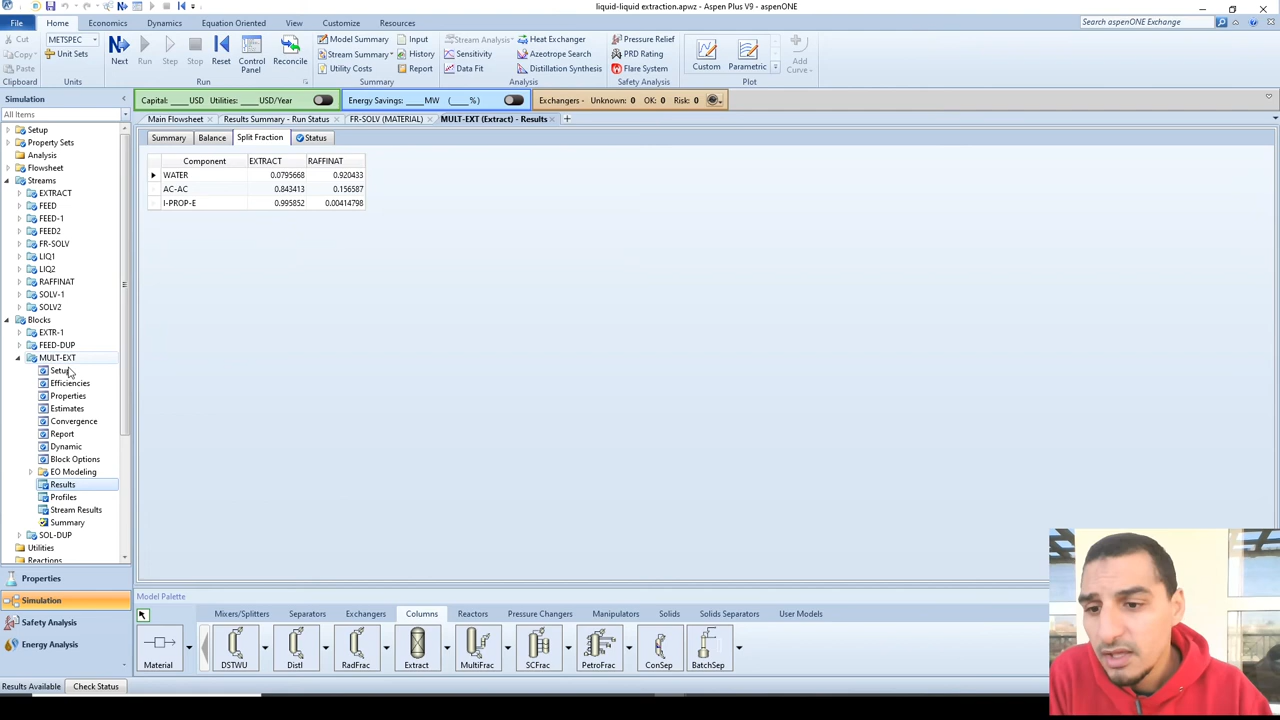 liquid-liquid extraction.apwz - Aspen Plus V9 - aspenONE
File Home Economics Dynamics Equation Oriented View Customize Resources Search aspenONE Exchange
Cut METSPEC Model Summary Input Stream Analysis Heat Exchanger Pressure Relief
Copy Unit Sets Next Run Step Stop Reset Control Panel Reconcile Stream Summary History Sensitivity Azeotrope Search PRD Rating Custom Parametric Add Curve
Paste Utility Costs Report Data Fit Distillation Synthesis Flare System
Clipboard Units Run Summary Analysis Safety Analysis Plot
Simulation Capital: ____ USD Utilities: ____ USD/Year Energy Savings: ____ MW (____ %) Exchangers - Unknown: 0 OK: 0 Risk: 0
All Items Main Flowsheet Results Summary - Run Status FR-SOLV (MATERIAL) MULT-EXT (Extract) - Results
Setup
Property Sets
Analysis
Flowsheet
Streams
EXTRACT
FEED
FEED-1
FEED2
FR-SOLV
LIQ1
LIQ2
RAFFINAT
SOLV-1
SOLV2
Blocks
EXTR-1
FEED-DUP
MULT-EXT
Setup
Efficiencies
Properties
Estimates
Convergence
Report
Dynamic
Block Options
EO Modeling
Results
Profiles
Stream Results
Summary
SOL-DUP
Utilities
Reactions
Summary Balance Split Fraction Status
Component EXTRACT RAFFINAT
WATER 0.0795668 0.920433
AC-AC 0.843413 0.156587
I-PROP-E 0.995852 0.00414798
Properties
Simulation
Safety Analysis
Energy Analysis
Model Palette
Mixers/Splitters Separators Exchangers Columns Reactors Pressure Changers Manipulators Solids Solids Separators User Models
Material DSTWU Distl RadFrac Extract MultiFrac SCFrac PetroFrac ConSep BatchSep
Results Available Check Status